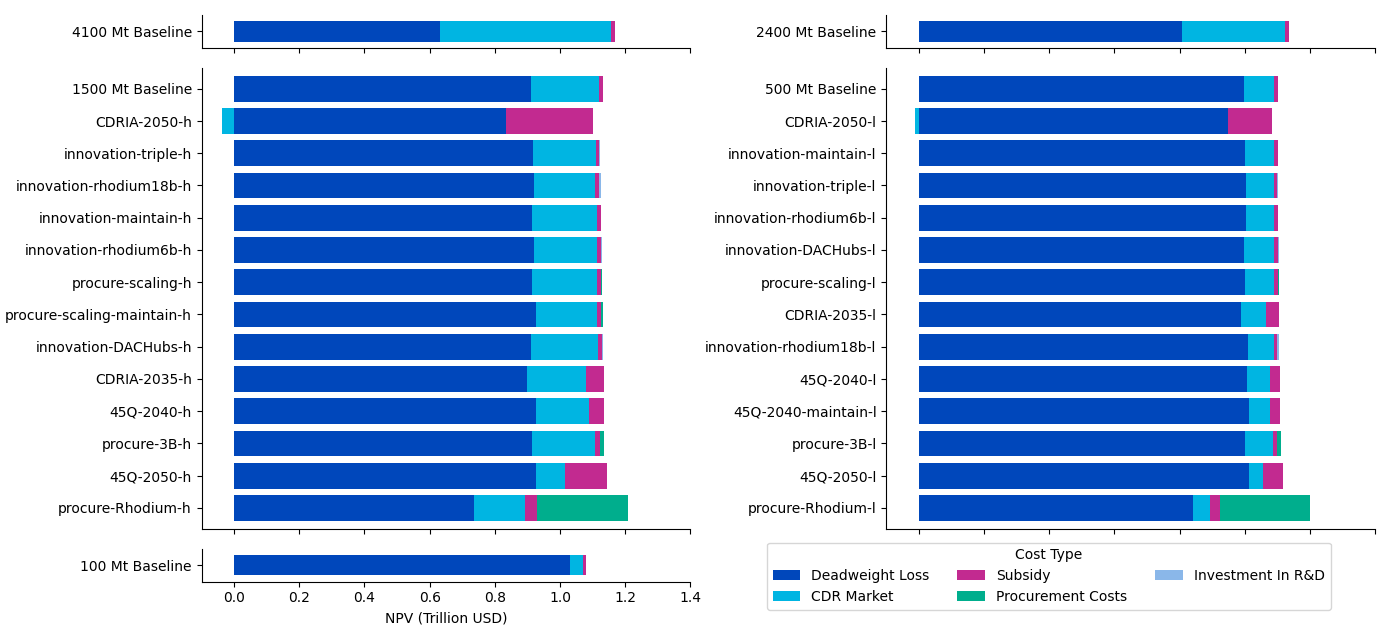 4100 Mt Baseline
1500 Mt Baseline
CDRIA-2050-h
innovation-triple-h
innovation-rhodium18b-h
innovation-maintain-h
innovation-rhodium6b-h
procure-scaling-h
procure-scaling-maintain-h
innovation-DACHubs-h
CDRIA-2035-h
45Q-2040-h
procure-3B-h
45Q-2050-h
procure-Rhodium-h
100 Mt Baseline
0.0 0.2 0.4 0.6 0.8 1.0 1.2 1.4
NPV (Trillion USD)
2400 Mt Baseline
500 Mt Baseline
CDRIA-2050-l
innovation-maintain-l
innovation-triple-l
innovation-rhodium6b-l
innovation-DACHubs-l
procure-scaling-l
CDRIA-2035-l
innovation-rhodium18b-l
45Q-2040-l
45Q-2040-maintain-l
procure-3B-l
45Q-2050-l
procure-Rhodium-l
Cost Type
Deadweight Loss
CDR Market
Subsidy
Procurement Costs
Investment In R&D